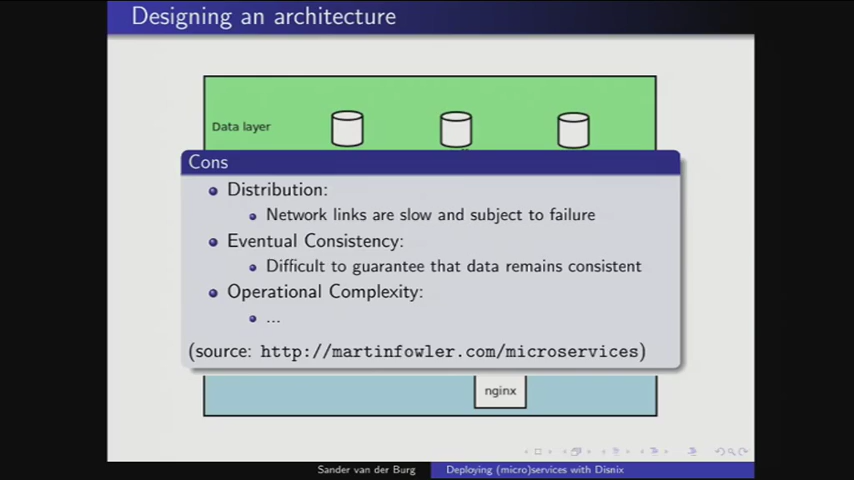 Designing an architecture
Data layer
Cons
Distribution:
Network links are slow and subject to failure
Eventual Consistency:
Difficult to guarantee that data remains consistent
Operational Complexity:
...
(source: http://martinfowler.com/microservices)
nginx
Sander van der Burg
Deploying (micro)services with Disnix